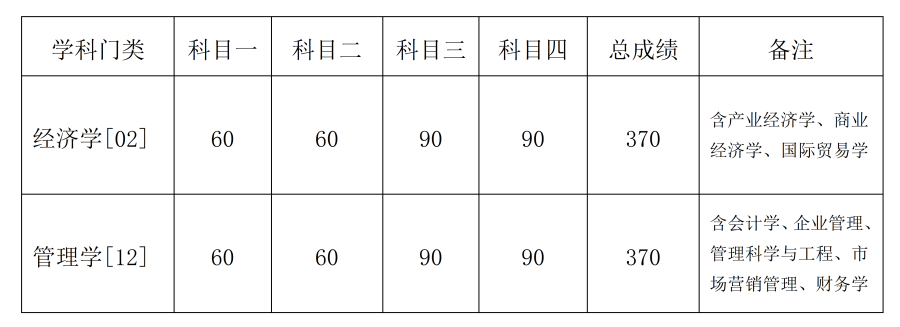 学科门类 科目一 科目二 科目三 科目四 总成绩 备注
经济学[02] 60 60 90 90 370 含产业经济学、商业
经济学、国际贸易学
管理学[12] 60 60 90 90 370 含会计学、企业管理、
管理科学与工程、市
场营销管理、财务学